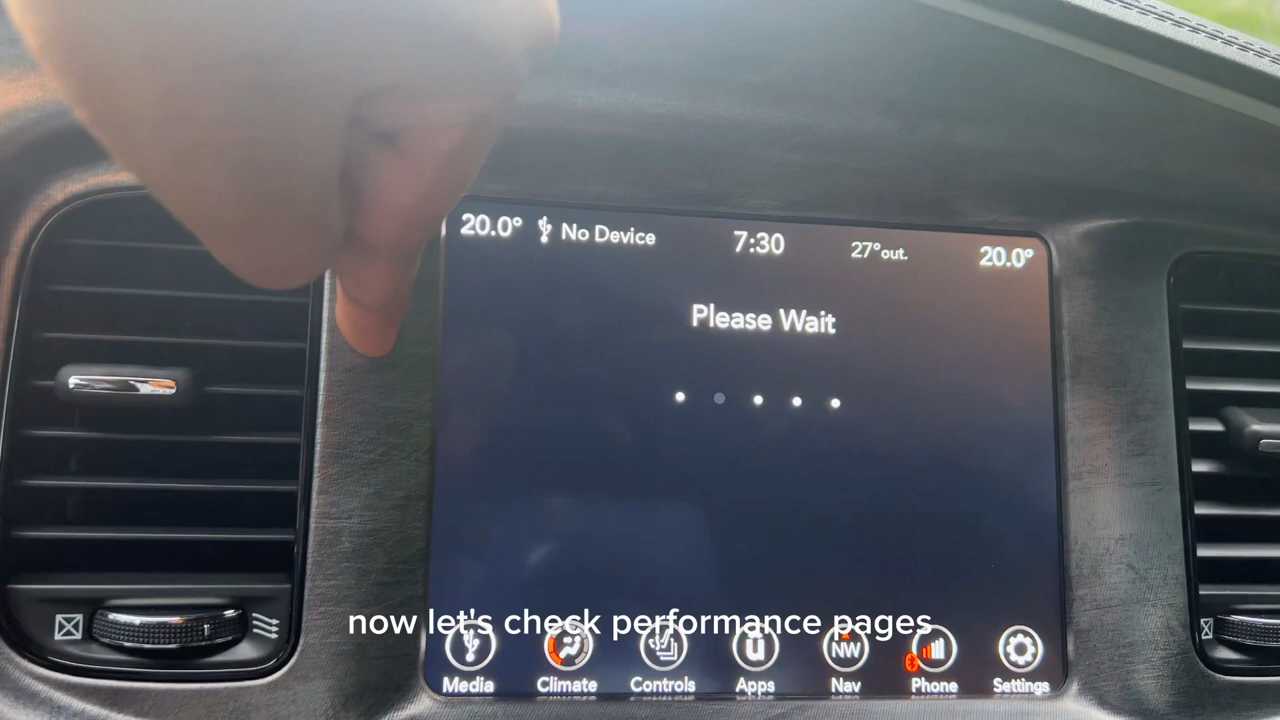 20.0° No Device 7:30 27°out. 20.0°
Please Wait
now let's check performance pages
NW
Media Climate Controls Apps Nav Phone Settings